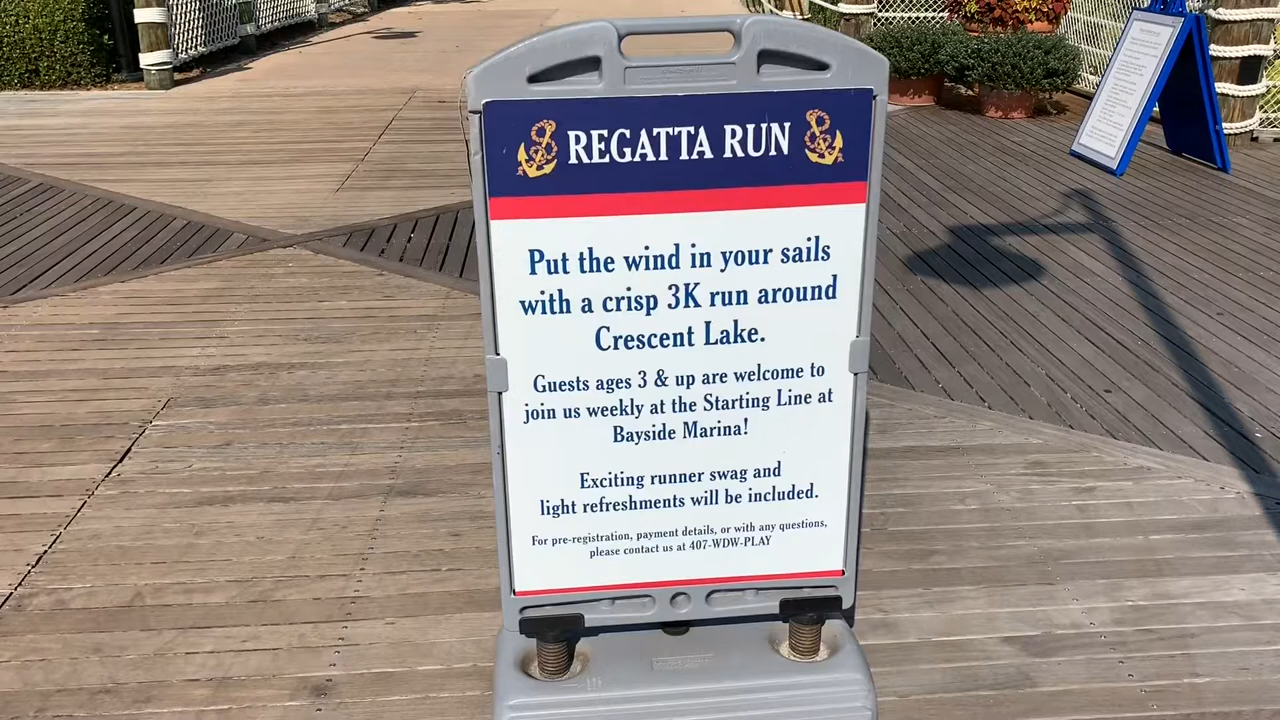 REGATTA RUN
Put the wind in your sails
with a crisp 3K run around
Crescent Lake.
Guests ages 3 & up are welcome to
join us weekly at the Starting Line at
Bayside Marina!
Exciting runner swag and
light refreshments will be included.
For pre-registration, payment details, or with any questions,
please contact us at 407-WDW-PLAY